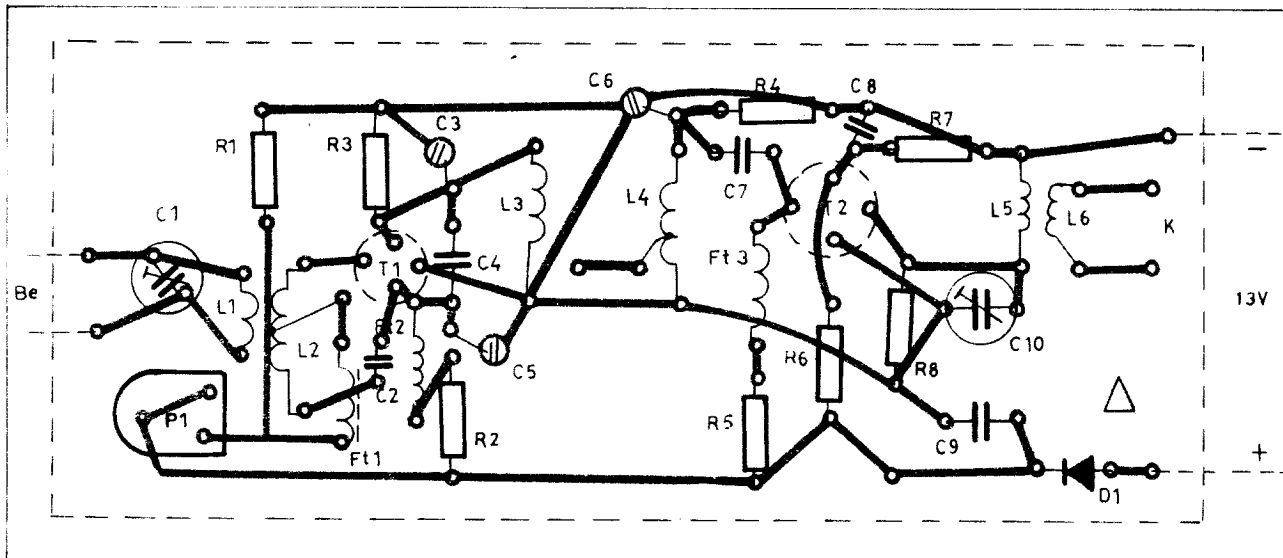 C6
R4
C8
C3
R7
R1
R3
−
C7
C1
L3
L4
T2
L5
L6
K
T1
C4
Ft 3
Be
13V
L1
Ft2
L2
C10
C5
R6
R8
C2
P1
R2
R5
C9
+
Ft1
D1